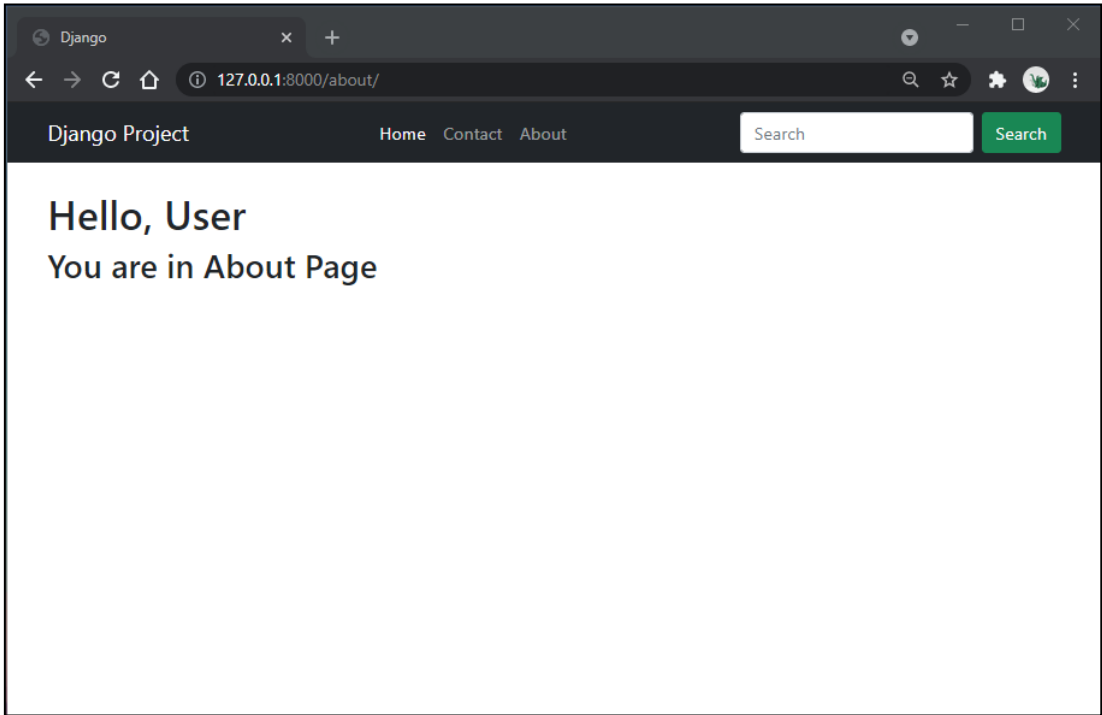 Django
127.0.0.1:8000/about/
Django Project Home Contact About Search Search
Hello, User
You are in About Page